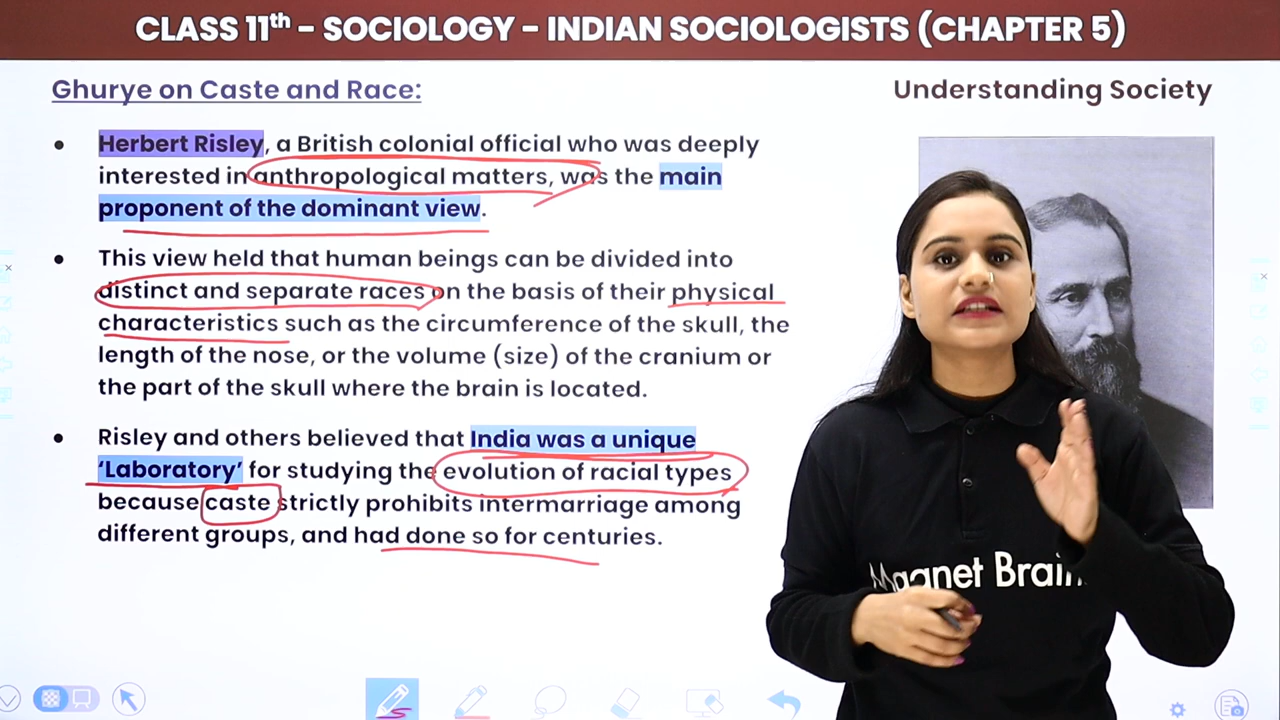 CLASS 11th - SOCIOLOGY - INDIAN SOCIOLOGISTS (CHAPTER 5)
Ghurye on Caste and Race:
Understanding Society
• Herbert Risley, a British colonial official who was deeply
interested in anthropological matters, was the main
proponent of the dominant view.
• This view held that human beings can be divided into
distinct and separate races on the basis of their physical
characteristics such as the circumference of the skull, the
length of the nose, or the volume (size) of the cranium or
the part of the skull where the brain is located.
• Risley and others believed that India was a unique
‘Laboratory’ for studying the evolution of racial types
because caste strictly prohibits intermarriage among
different groups, and had done so for centuries.
Magnet Brain